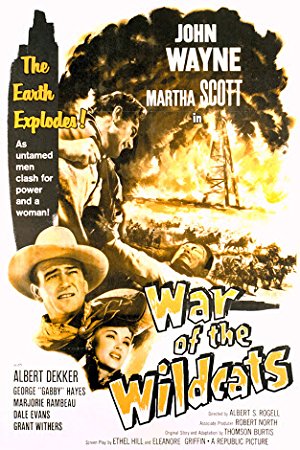 JOHN
WAYNE
MARTHA SCOTT
in
The
Earth
Explodes!
As
untamed
men
clash for
power
and a
woman!
War
of the
Wildcats
ALBERT DEKKER
GEORGE "GABBY" HAYES
MARJORIE RAMBEAU
DALE EVANS
GRANT WITHERS
Directed by ALBERT S. ROGELL
Associate Producer ROBERT NORTH
Original Story and Adaptation by THOMSON BURTIS
Screen Play by ETHEL HILL and ELEANORE GRIFFIN • A REPUBLIC PICTURE